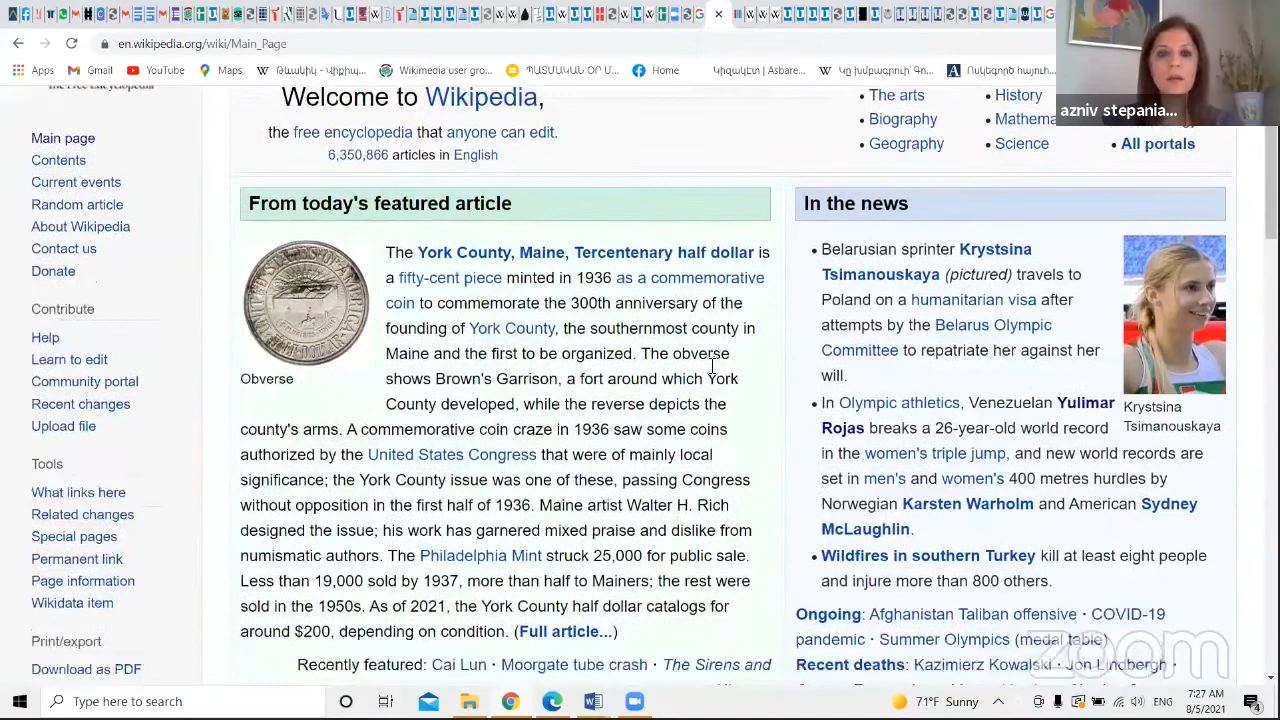 en.wikipedia.org/wiki/Main_Page
Apps Gmail YouTube Maps Թևանիկ - Վիքիպ... Wikimedia user gro... ՊԱՏՄԱԿԱՆ ՕՐ Մ... Home Կիզակէտ | Asbare... Կը խմբագրուի՝ Գո...
azniv stepania...
Welcome to Wikipedia,
the free encyclopedia that anyone can edit.
6,350,866 articles in English
The arts
Biography
Geography
History
Science
All portals
Main page
Contents
Current events
Random article
About Wikipedia
Contact us
Donate
Contribute
Help
Learn to edit
Community portal
Recent changes
Upload file
Tools
What links here
Related changes
Special pages
Permanent link
Page information
Wikidata item
Print/export
Download as PDF
From today's featured article
The York County, Maine, Tercentenary half dollar is
a fifty-cent piece minted in 1936 as a commemorative
coin to commemorate the 300th anniversary of the
founding of York County, the southernmost county in
Maine and the first to be organized. The obverse
shows Brown's Garrison, a fort around which York
County developed, while the reverse depicts the
county's arms. A commemorative coin craze in 1936 saw some coins
authorized by the United States Congress that were of mainly local
significance; the York County issue was one of these, passing Congress
without opposition in the first half of 1936. Maine artist Walter H. Rich
designed the issue; his work has garnered mixed praise and dislike from
numismatic authors. The Philadelphia Mint struck 25,000 for public sale.
Less than 19,000 sold by 1937, more than half to Mainers; the rest were
sold in the 1950s. As of 2021, the York County half dollar catalogs for
around $200, depending on condition. (Full article...)
Obverse
Recently featured: Cai Lun · Moorgate tube crash · The Sirens and
In the news
Belarusian sprinter Krystsina
Tsimanouskaya (pictured) travels to
Poland on a humanitarian visa after
attempts by the Belarus Olympic
Committee to repatriate her against her
will.
In Olympic athletics, Venezuelan Yulimar
Rojas breaks a 26-year-old world record
in the women's triple jump, and new world records are
set in men's and women's 400 metres hurdles by
Norwegian Karsten Warholm and American Sydney
McLaughlin.
Wildfires in southern Turkey kill at least eight people
and injure more than 800 others.
Krystsina
Tsimanouskaya
Ongoing: Afghanistan Taliban offensive · COVID-19
pandemic · Summer Olympics (medal table)
Recent deaths: Kazimierz Kowalski · Jon Lindbergh ·
zoom
Type here to search
71°F Sunny
ENG
7:27 AM
8/5/2021
4